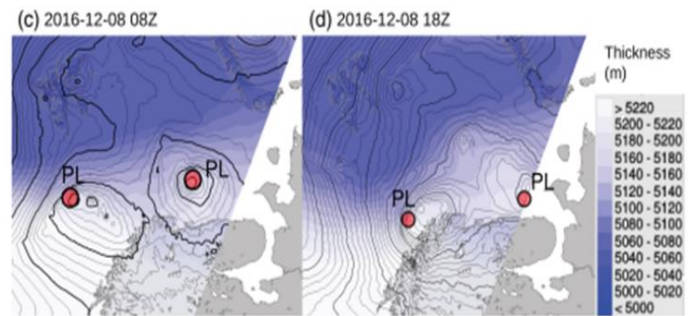 (c) 2016-12-08 08Z
(d) 2016-12-08 18Z
Thickness
(m)
PL
PL
PL
PL
> 5220
5200 - 5220
5180 - 5200
5160 - 5180
5140 - 5160
5120 - 5140
5100 - 5120
5080 - 5100
5060 - 5080
5040 - 5060
5020 - 5040
5000 - 5020
< 5000